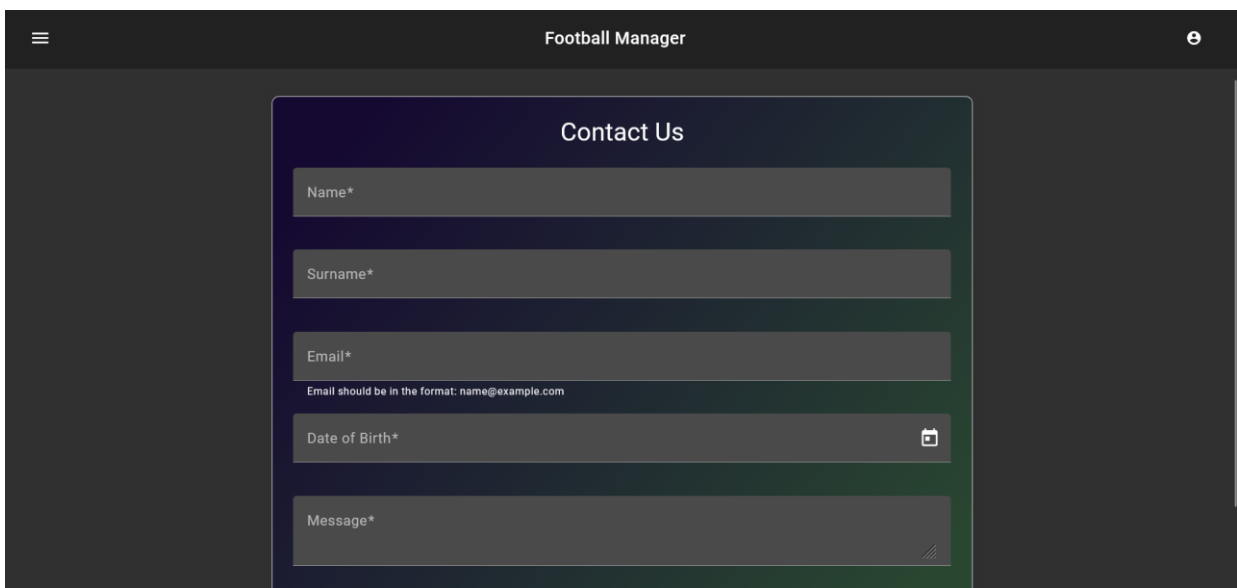 Football Manager
Contact Us
Name*
Surname*
Email*
Email should be in the format: name@example.com
Date of Birth*
Message*